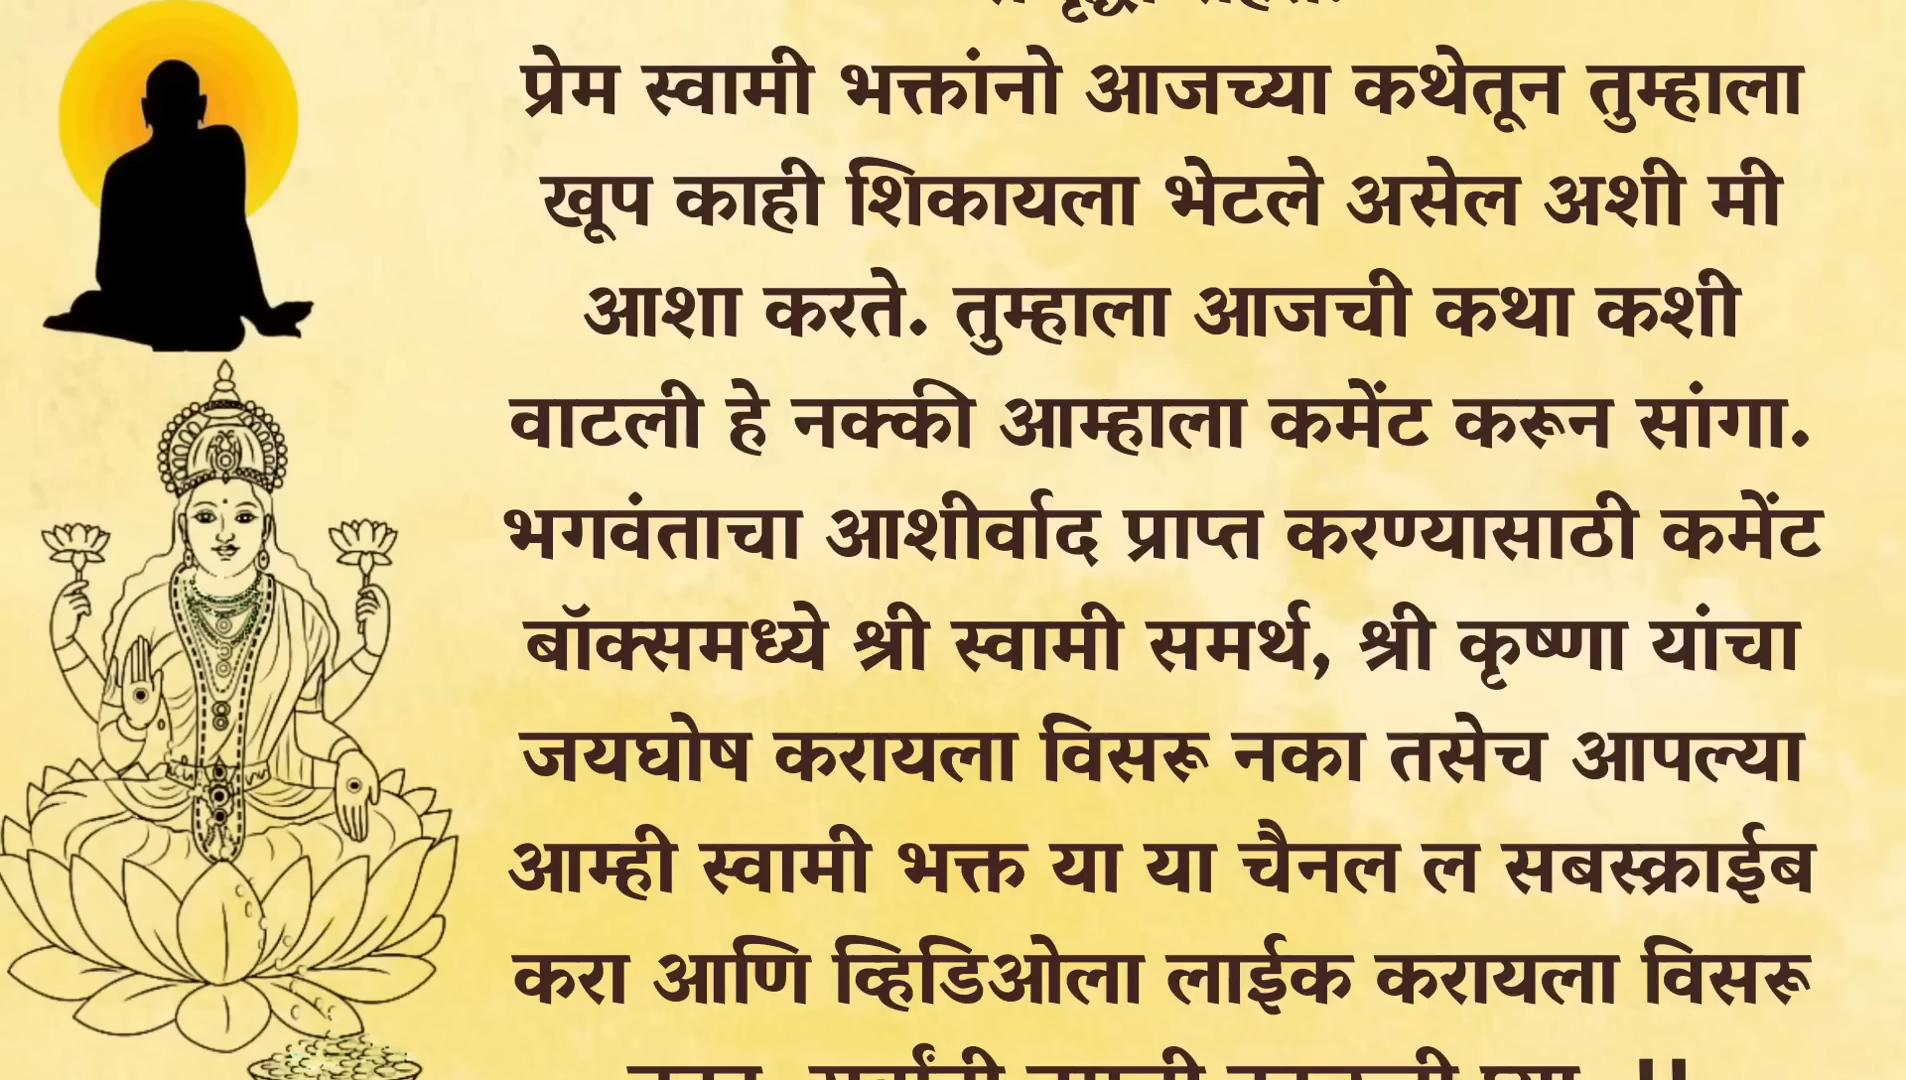 प्रेम स्वामी भक्तांनो आजच्या कथेतून तुम्हाला
खूप काही शिकायला भेटले असेल अशी मी
आशा करते. तुम्हाला आजची कथा कशी
वाटली हे नक्की आम्हाला कमेंट करून सांगा.
भगवंताचा आशीर्वाद प्राप्त करण्यासाठी कमेंट
बॉक्समध्ये श्री स्वामी समर्थ, श्री कृष्णा यांचा
जयघोष करायला विसरू नका तसेच आपल्या
आम्ही स्वामी भक्त या या चैनल ल सबस्क्राईब
करा आणि व्हिडिओला लाईक करायला विसरू